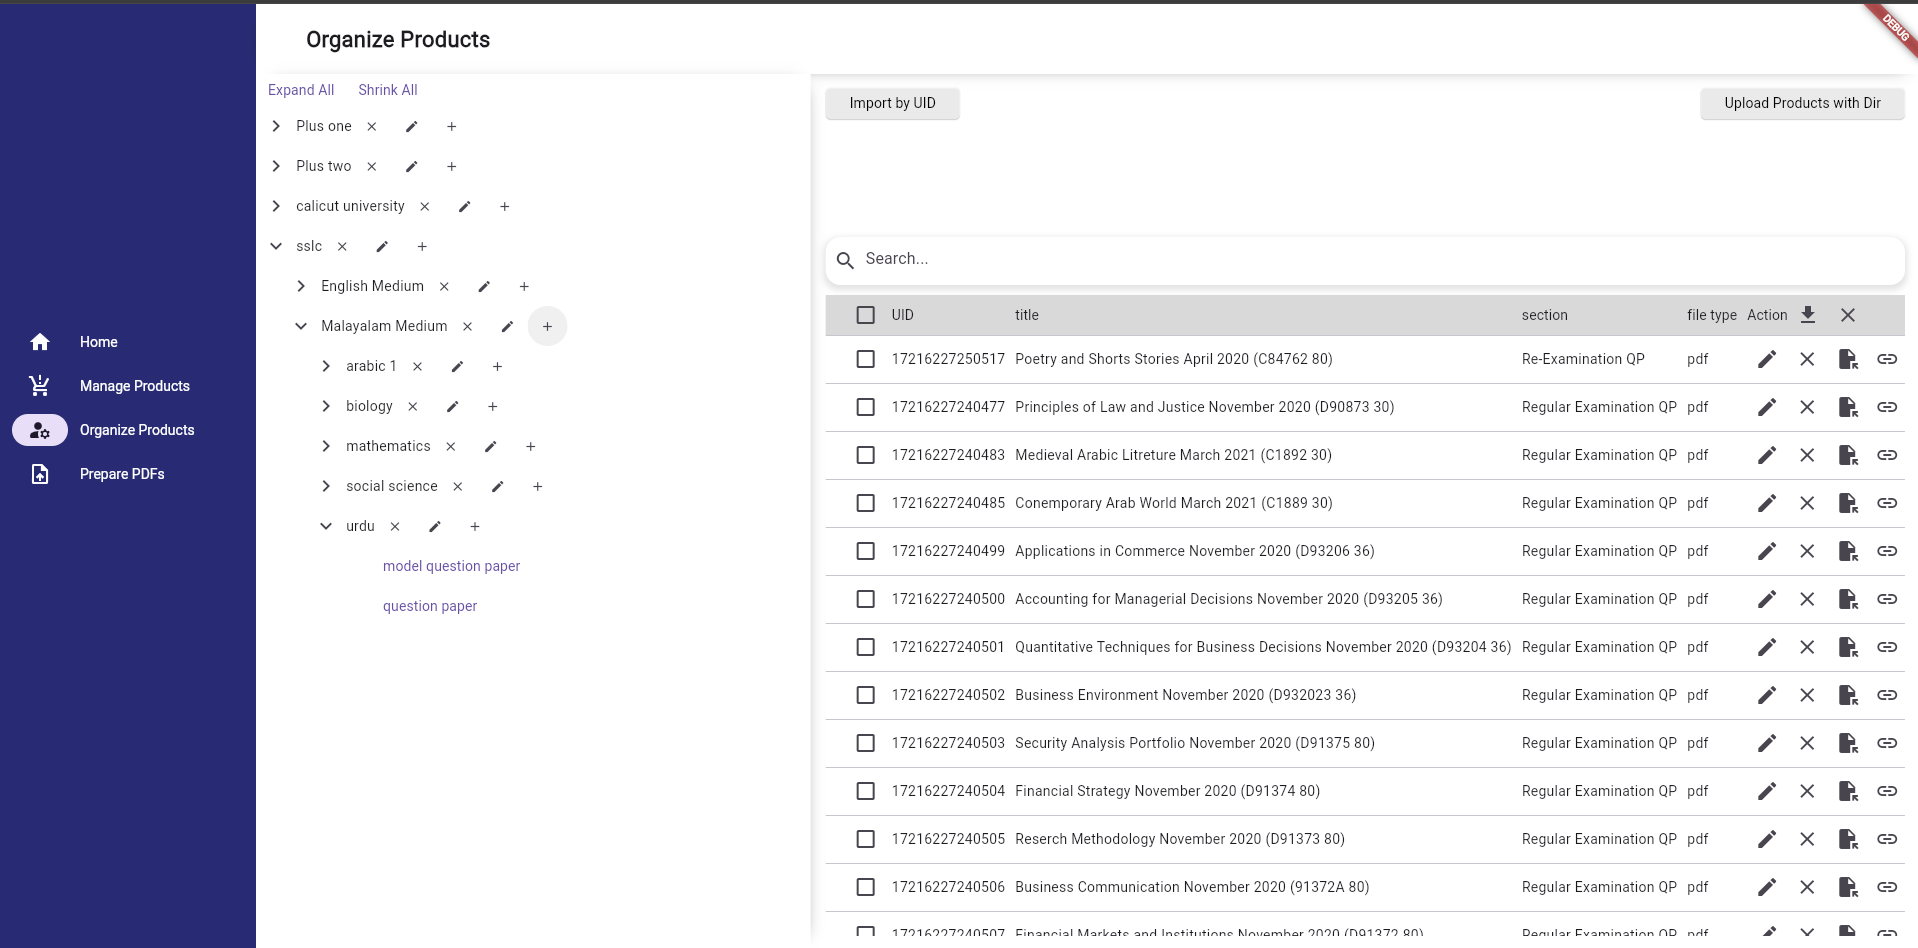 Organize Products
DEBUG
Home
Manage Products
Organize Products
Prepare PDFs
Expand All Shrink All
Plus one
Plus two
calicut university
sslc
English Medium
Malayalam Medium
arabic 1
biology
mathematics
social science
urdu
model question paper
question paper
Import by UID Upload Products with Dir
Search...
UID title section file type Action
17216227250517 Poetry and Shorts Stories April 2020 (C84762 80) Re-Examination QP pdf
17216227240477 Principles of Law and Justice November 2020 (D90873 30) Regular Examination QP pdf
17216227240483 Medieval Arabic Litreture March 2021 (C1892 30) Regular Examination QP pdf
17216227240485 Conemporary Arab World March 2021 (C1889 30) Regular Examination QP pdf
17216227240499 Applications in Commerce November 2020 (D93206 36) Regular Examination QP pdf
17216227240500 Accounting for Managerial Decisions November 2020 (D93205 36) Regular Examination QP pdf
17216227240501 Quantitative Techniques for Business Decisions November 2020 (D93204 36) Regular Examination QP pdf
17216227240502 Business Environment November 2020 (D932023 36) Regular Examination QP pdf
17216227240503 Security Analysis Portfolio November 2020 (D91375 80) Regular Examination QP pdf
17216227240504 Financial Strategy November 2020 (D91374 80) Regular Examination QP pdf
17216227240505 Reserch Methodology November 2020 (D91373 80) Regular Examination QP pdf
17216227240506 Business Communication November 2020 (91372A 80) Regular Examination QP pdf
17216227240507 Financial Markets and Institutions November 2020 (D91372 80) Regular Examination QP pdf